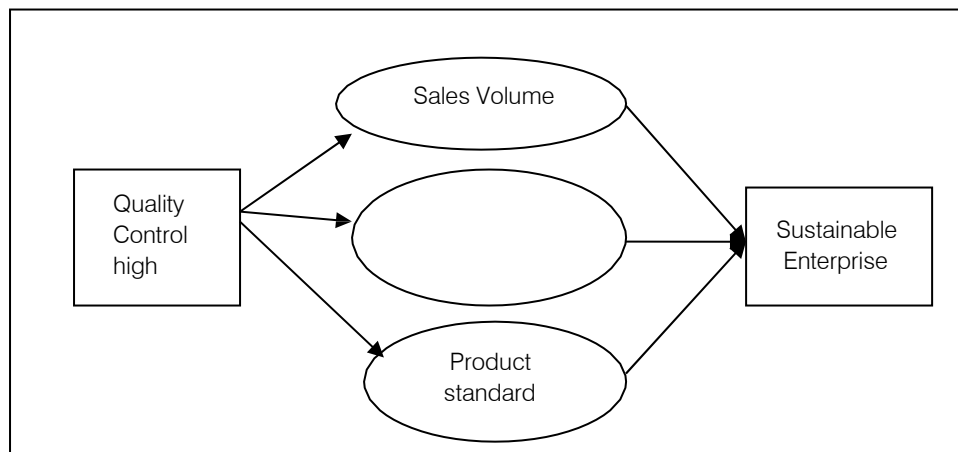 Sales Volume
Quality
Control
high
Sustainable
Enterprise
Product
standard